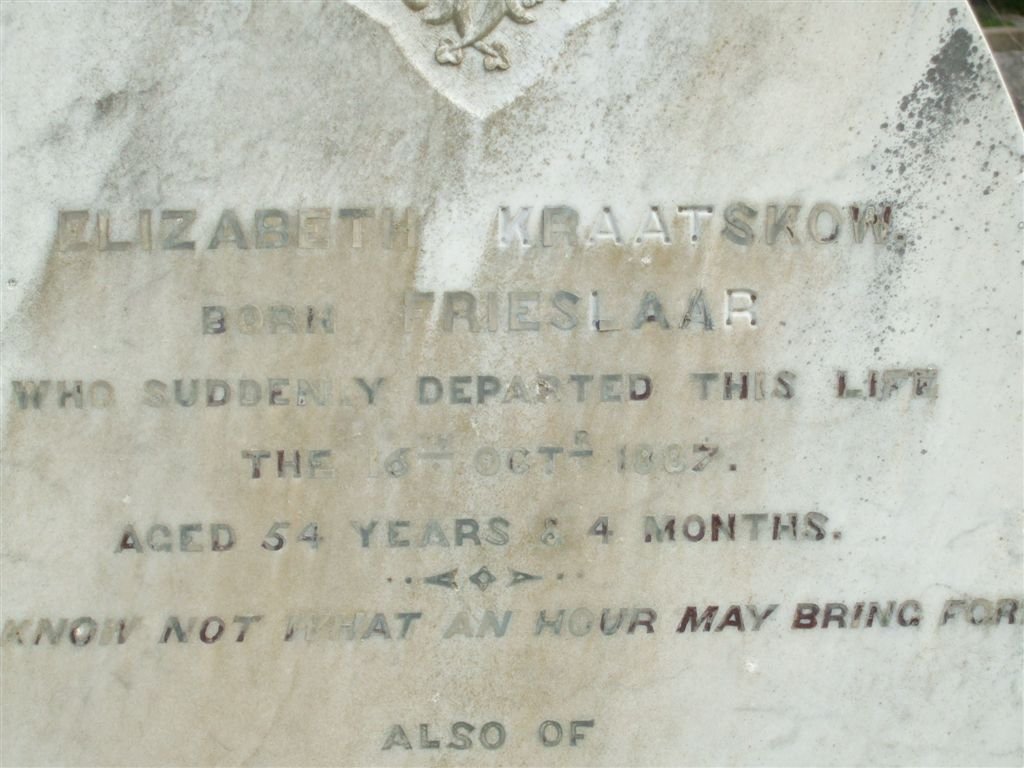 ELIZABETH KRAATSKOW.
BORN FRIESLAAR.
WHO SUDDENLY DEPARTED THIS LIFE
THE 16TH OCTR 1887.
AGED 54 YEARS & 4 MONTHS.
KNOW NOT WHAT AN HOUR MAY BRING FOR
ALSO OF